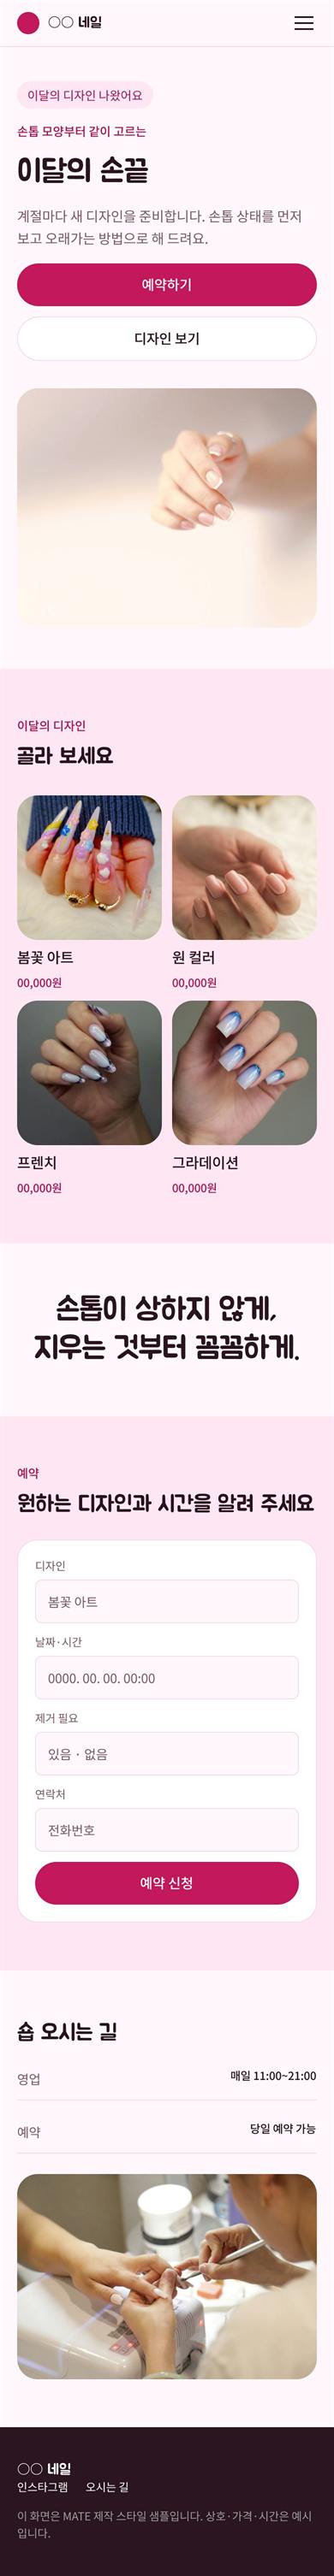 ○○ 네일
이달의 디자인 나왔어요
손톱 모양부터 같이 고르는
이달의 손끝
계절마다 새 디자인을 준비합니다. 손톱 상태를 먼저
보고 오래가는 방법으로 해 드려요.
예약하기
디자인 보기
이달의 디자인
골라 보세요
봄꽃 아트
00,000원
원 컬러
00,000원
프렌치
00,000원
그라데이션
00,000원
손톱이 상하지 않게,
지우는 것부터 꼼꼼하게.
예약
원하는 디자인과 시간을 알려 주세요
디자인
봄꽃 아트
날짜·시간
0000. 00. 00. 00:00
제거 필요
있음 · 없음
연락처
전화번호
예약 신청
숍 오시는 길
영업 매일 11:00~21:00
예약 당일 예약 가능
○○ 네일
인스타그램 오시는 길
이 화면은 MATE 제작 스타일 샘플입니다. 상호·가격·시간은 예시
입니다.